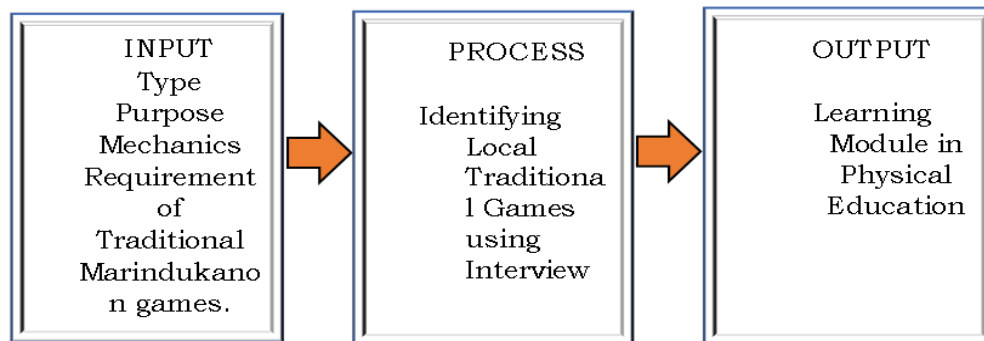 INPUT
Type
Purpose
Mechanics
Requirement
of
Traditional
Marindukano
n games.
PROCESS
Identifying
Local
Traditiona
l Games
using
Interview
OUTPUT
Learning
Module in
Physical
Education